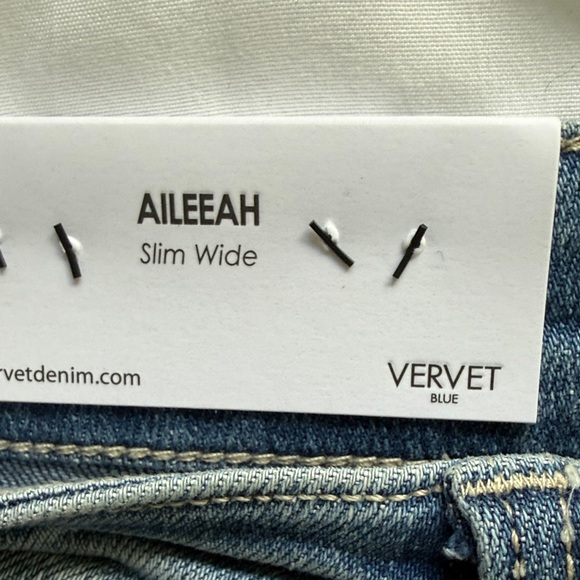 AILEEAH
Slim Wide
rvetdenim.com
VERVET
BLUE